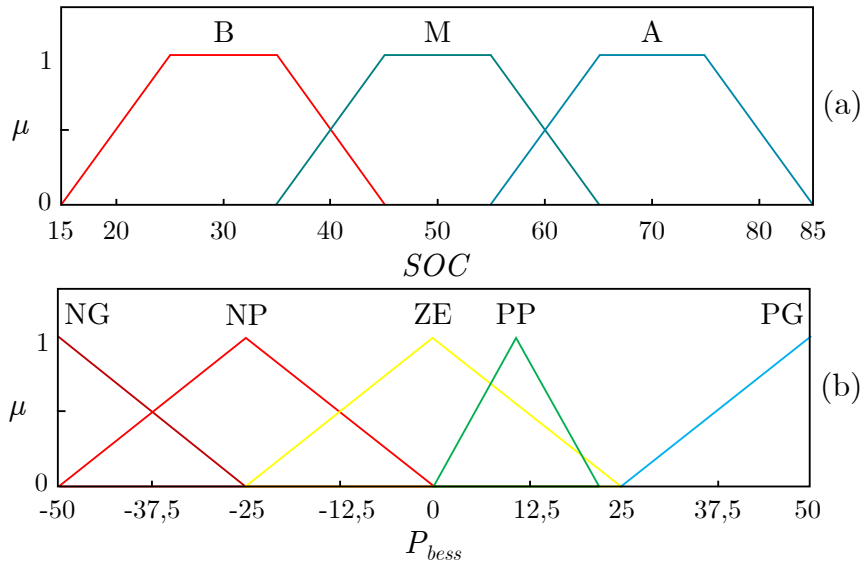 B M A
1
(a)
μ
0
15 20 30 40 50 60 70 80 85
SOC
NG NP ZE PP PG
1
(b)
μ
0
-50 -37,5 -25 -12,5 0 12,5 25 37,5 50
P_bess